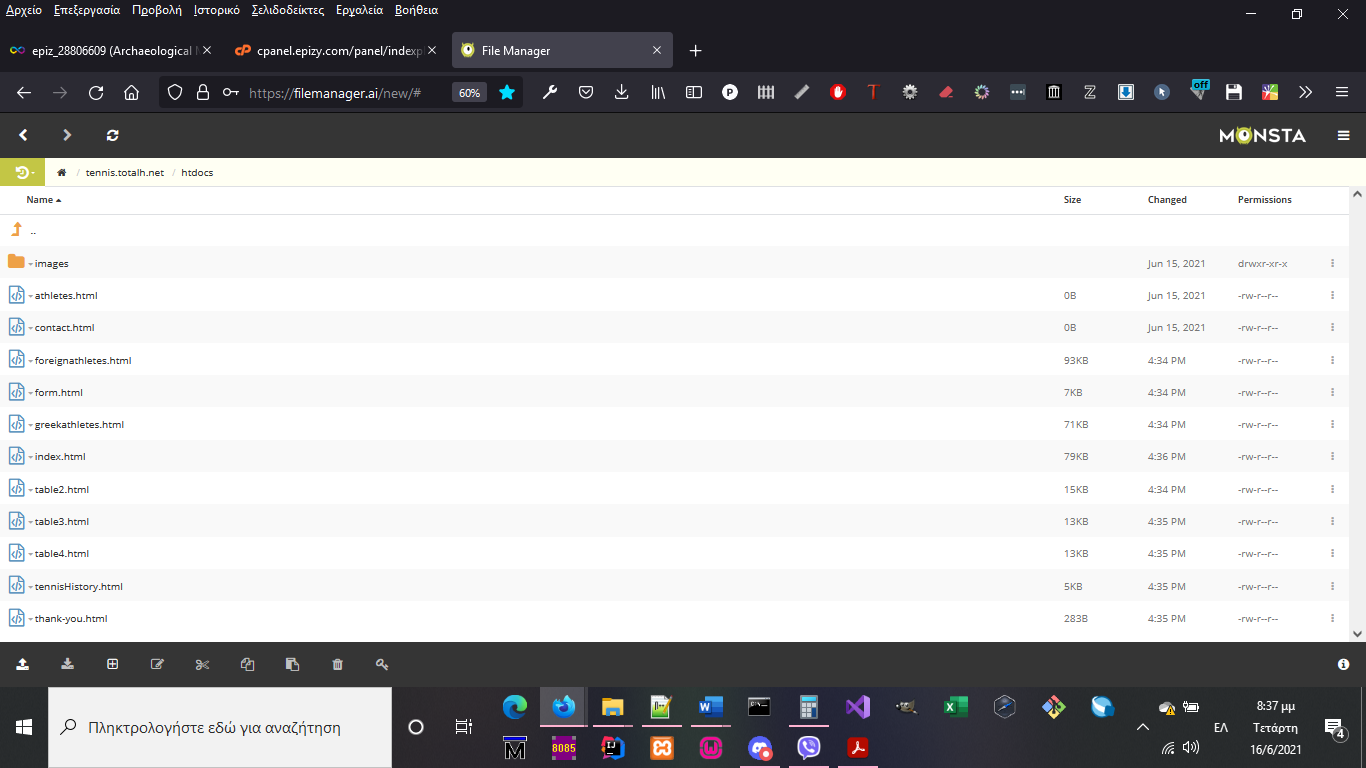 Αρχείο Επεξεργασία Προβολή Ιστορικό Σελιδοδείκτες Εργαλεία Βοήθεια
epiz_28806609 (Archaeological cpanel.epizy.com/panel/indexp File Manager
https://filemanager.ai/new/# 60% off
MONSTA
tennis.totalh.net / htdocs
Name Size Changed Permissions
..
images Jun 15, 2021 drwxr-xr-x
athletes.html 0B Jun 15, 2021 -rw-r--r--
contact.html 0B Jun 15, 2021 -rw-r--r--
foreignathletes.html 93KB 4:34 PM -rw-r--r--
form.html 7KB 4:34 PM -rw-r--r--
greekathletes.html 71KB 4:34 PM -rw-r--r--
index.html 79KB 4:36 PM -rw-r--r--
table2.html 15KB 4:34 PM -rw-r--r--
table3.html 13KB 4:35 PM -rw-r--r--
table4.html 13KB 4:35 PM -rw-r--r--
tennisHistory.html 5KB 4:35 PM -rw-r--r--
thank-you.html 283B 4:35 PM -rw-r--r--
Πληκτρολογήστε εδώ για αναζήτηση
8085
ΕΛ
8:37 μμ
Τετάρτη
16/6/2021
4